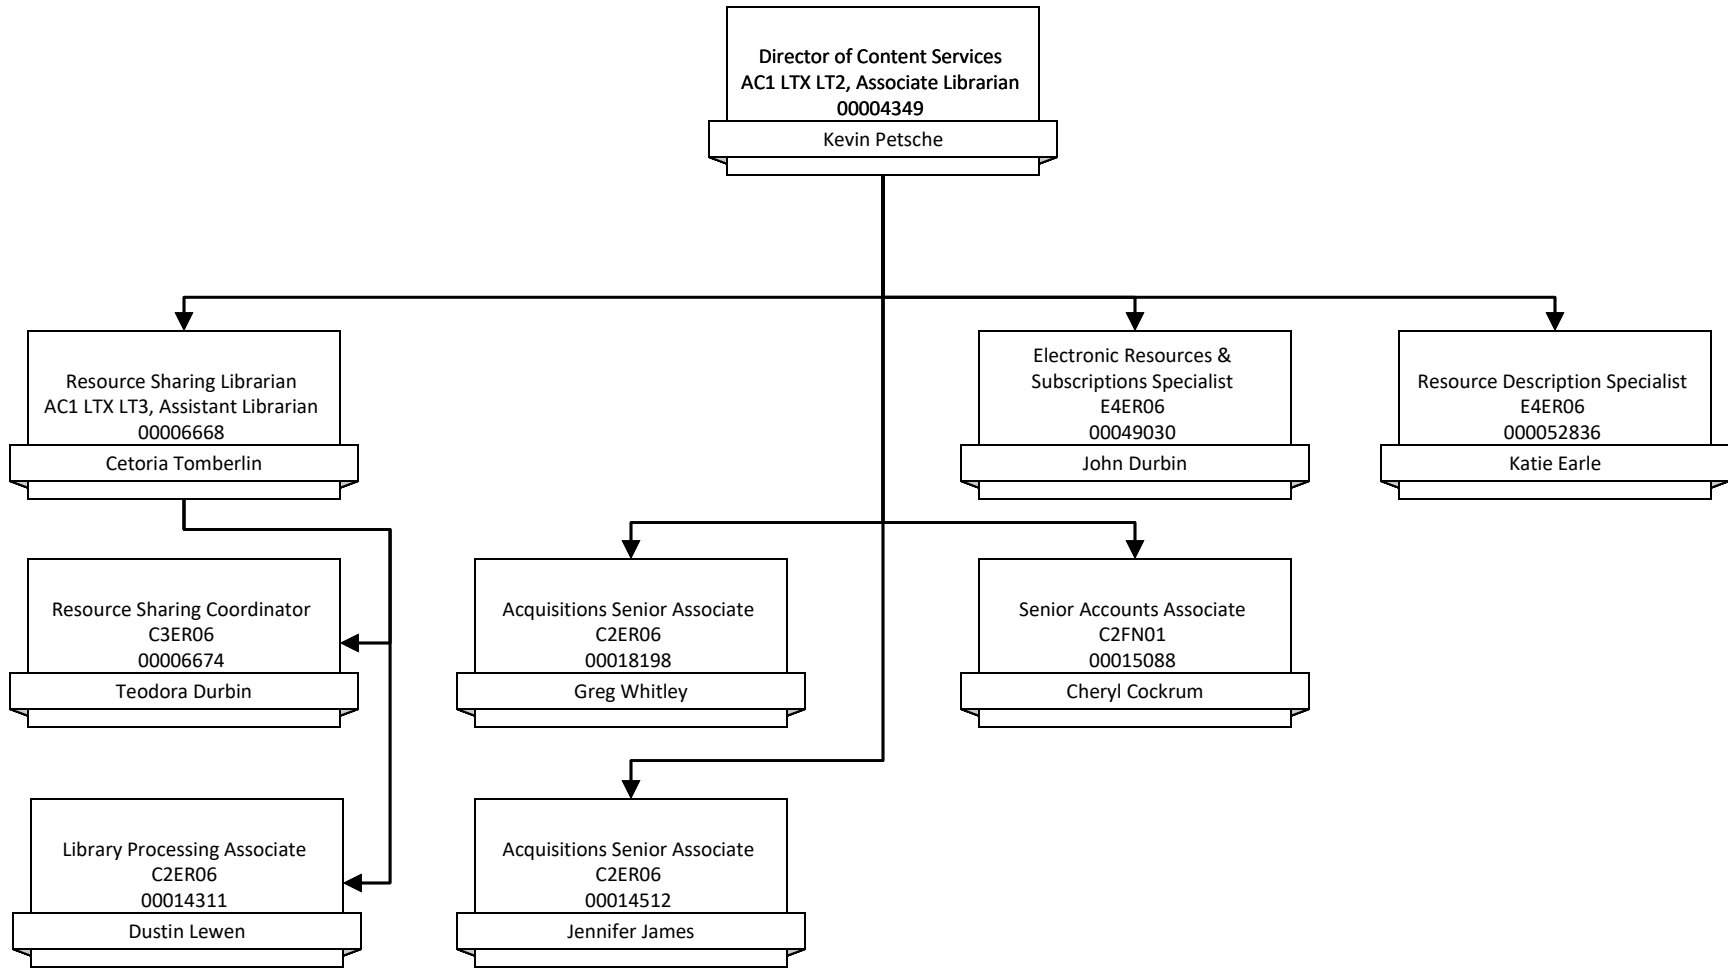 Director of Content Services
AC1 LTX LT2, Associate Librarian
00004349
Kevin Petsche
Resource Sharing Librarian
AC1 LTX LT3, Assistant Librarian
00006668
Cetoria Tomberlin
Electronic Resources &
Subscriptions Specialist
E4ER06
00049030
John Durbin
Resource Description Specialist
E4ER06
000052836
Katie Earle
Resource Sharing Coordinator
C3ER06
00006674
Teodora Durbin
Acquisitions Senior Associate
C2ER06
00018198
Greg Whitley
Senior Accounts Associate
C2FN01
00015088
Cheryl Cockrum
Library Processing Associate
C2ER06
00014311
Dustin Lewen
Acquisitions Senior Associate
C2ER06
00014512
Jennifer James